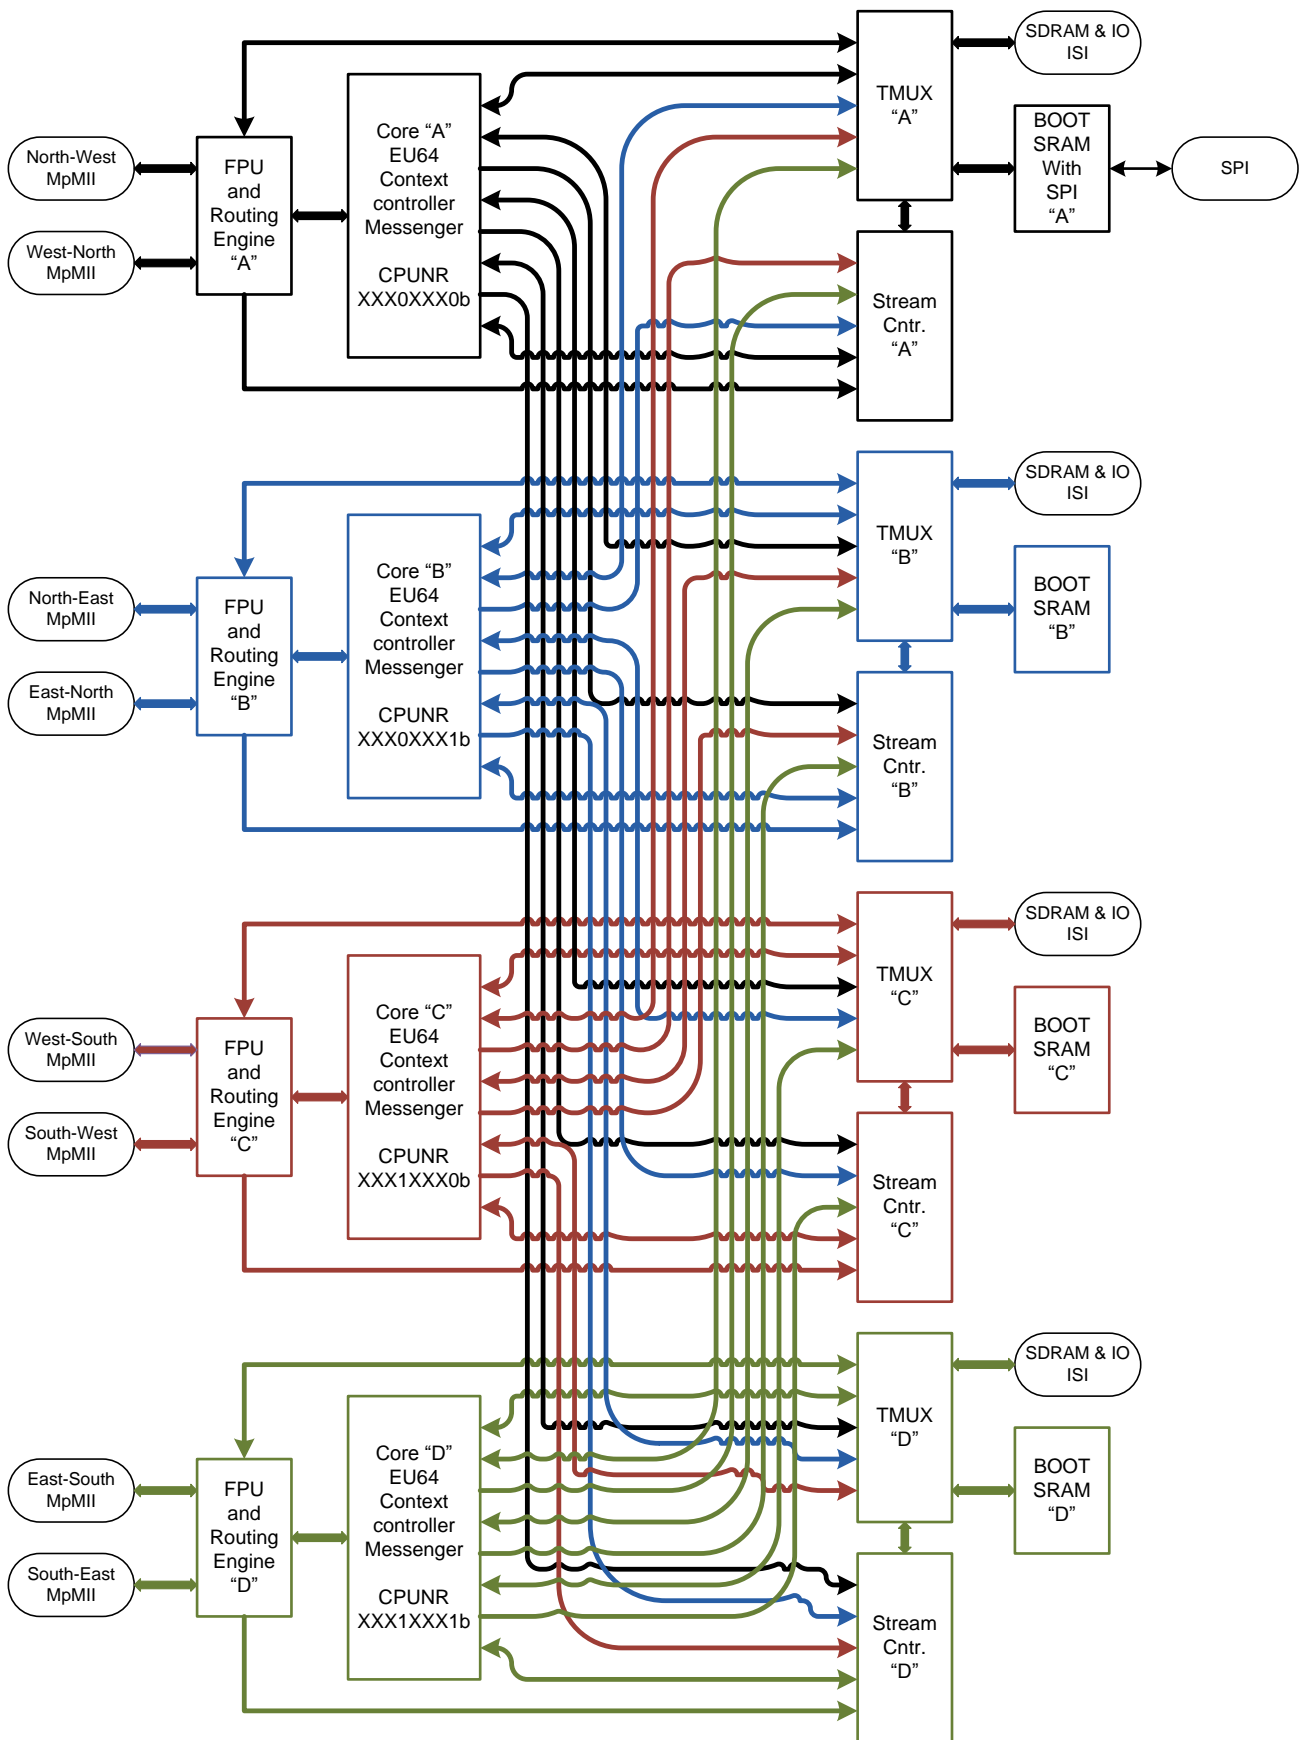 SDRAM & IO
ISI
TMUX
“A”
BOOT
SRAM
With
SPI
“A”
SPI
North-West
MpMII
West-North
MpMII
FPU
and
Routing
Engine
“A”
Core “A”
EU64
Context
controller
Messenger
CPUNR
XXX0XXX0b
Stream
Cntr.
“A”
SDRAM & IO
ISI
TMUX
“B”
BOOT
SRAM
“B”
North-East
MpMII
East-North
MpMII
FPU
and
Routing
Engine
“B”
Core “B”
EU64
Context
controller
Messenger
CPUNR
XXX0XXX1b
Stream
Cntr.
“B”
SDRAM & IO
ISI
TMUX
“C”
BOOT
SRAM
“C”
West-South
MpMII
South-West
MpMII
FPU
and
Routing
Engine
“C”
Core “C”
EU64
Context
controller
Messenger
CPUNR
XXX1XXX0b
Stream
Cntr.
“C”
SDRAM & IO
ISI
TMUX
“D”
BOOT
SRAM
“D”
East-South
MpMII
South-East
MpMII
FPU
and
Routing
Engine
“D”
Core “D”
EU64
Context
controller
Messenger
CPUNR
XXX1XXX1b
Stream
Cntr.
“D”